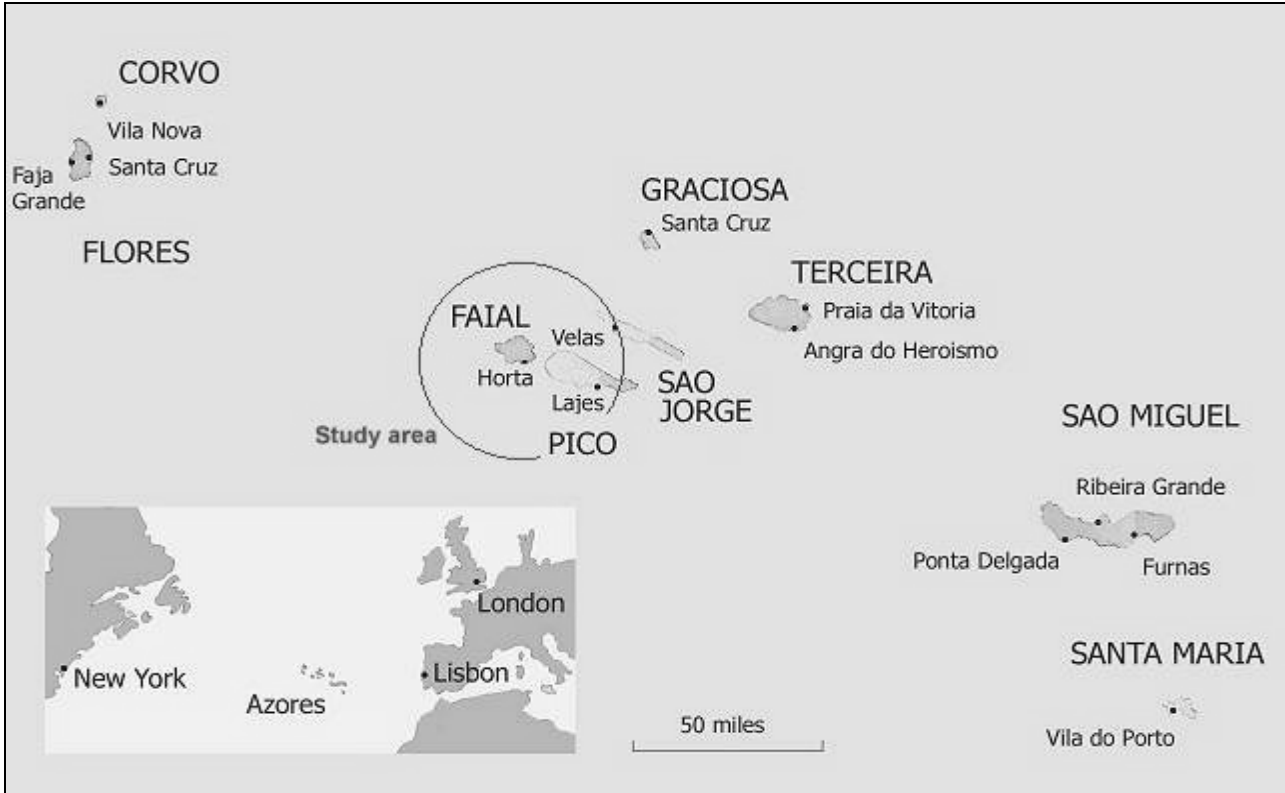 CORVO
Vila Nova
Faja
Grande
Santa Cruz
FLORES
GRACIOSA
Santa Cruz
TERCEIRA
Praia da Vitoria
Angra do Heroismo
FAIAL
Velas
Horta
Lajes
SAO
JORGE
Study area
PICO
SAO MIGUEL
Ribeira Grande
Ponta Delgada
Furnas
SANTA MARIA
Vila do Porto
London
New York
Lisbon
Azores
50 miles